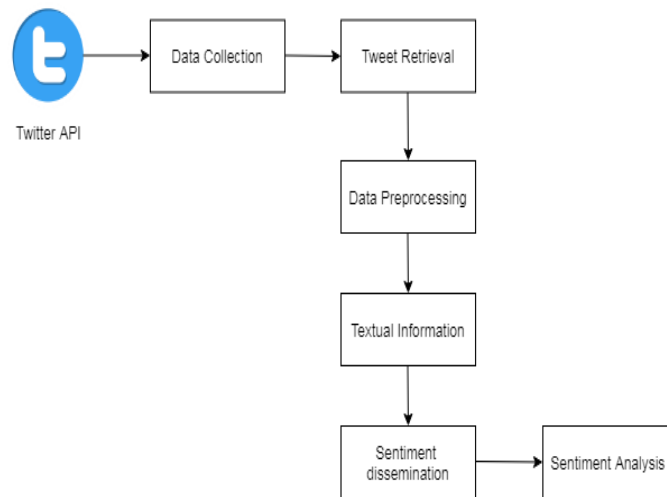 Data Collection
Tweet Retrieval
Twitter API
Data Preprocessing
Textual Information
Sentiment
dissemination
Sentiment Analysis